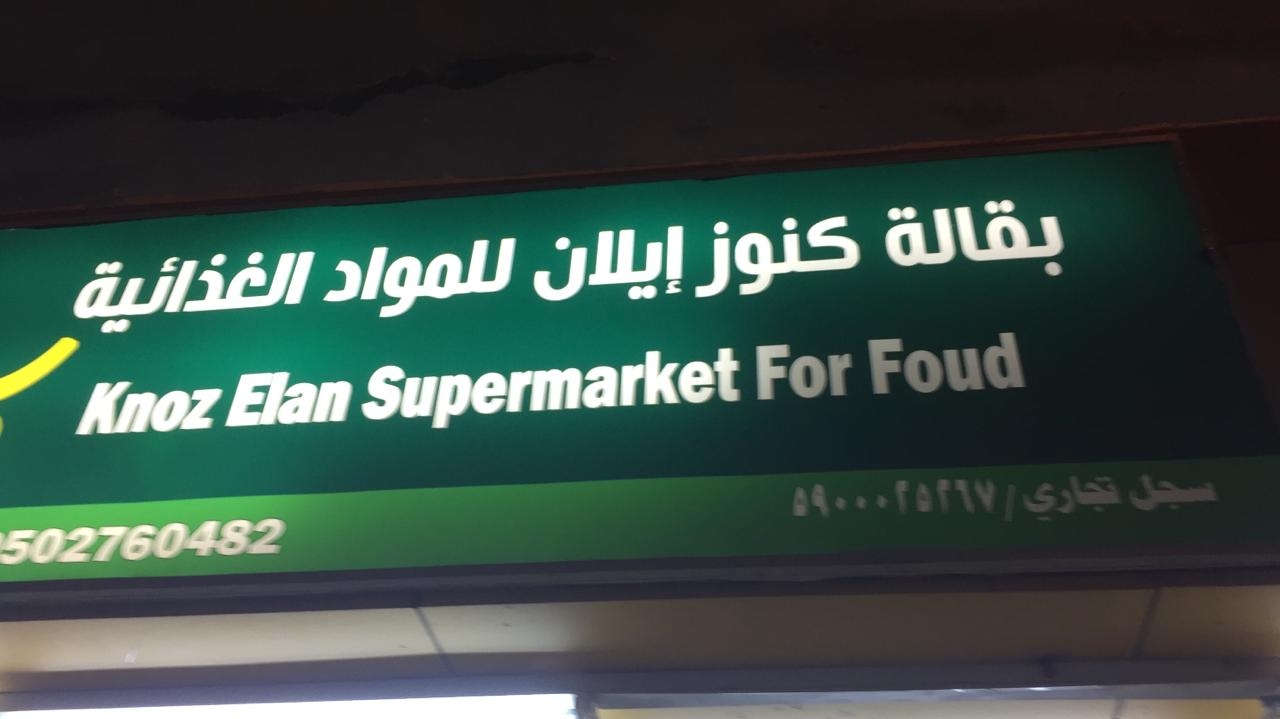 بقالة كنوز إيلان للمواد الغذائية
Knoz Elan Supermarket For Foud
سجل تجاري/٥٩٠٠٠٢٥٢٦٧
0502760482